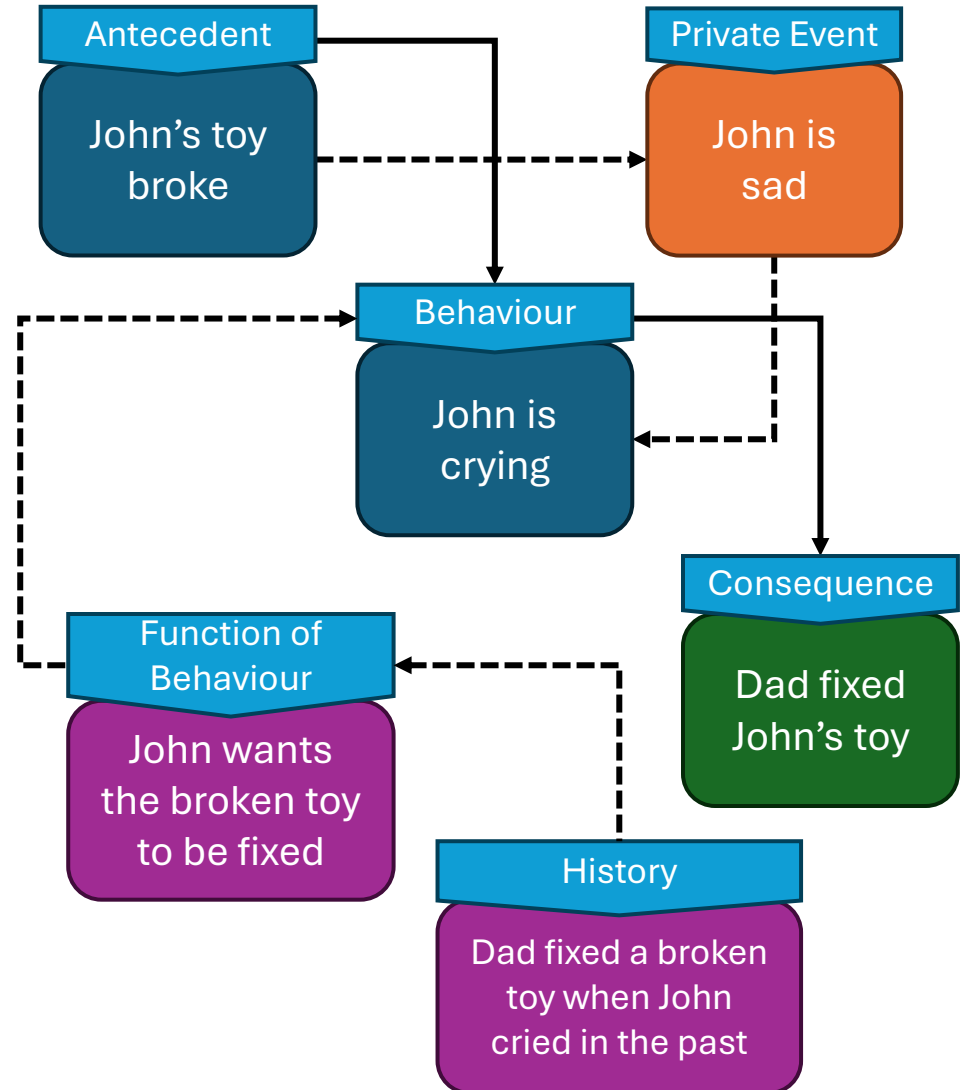 Antecedent
John's toy
broke
Private Event
John is
sad
Behaviour
John is
crying
Consequence
Dad fixed
John's toy
Function of
Behaviour
John wants
the broken toy
to be fixed
History
Dad fixed a broken
toy when John
cried in the past